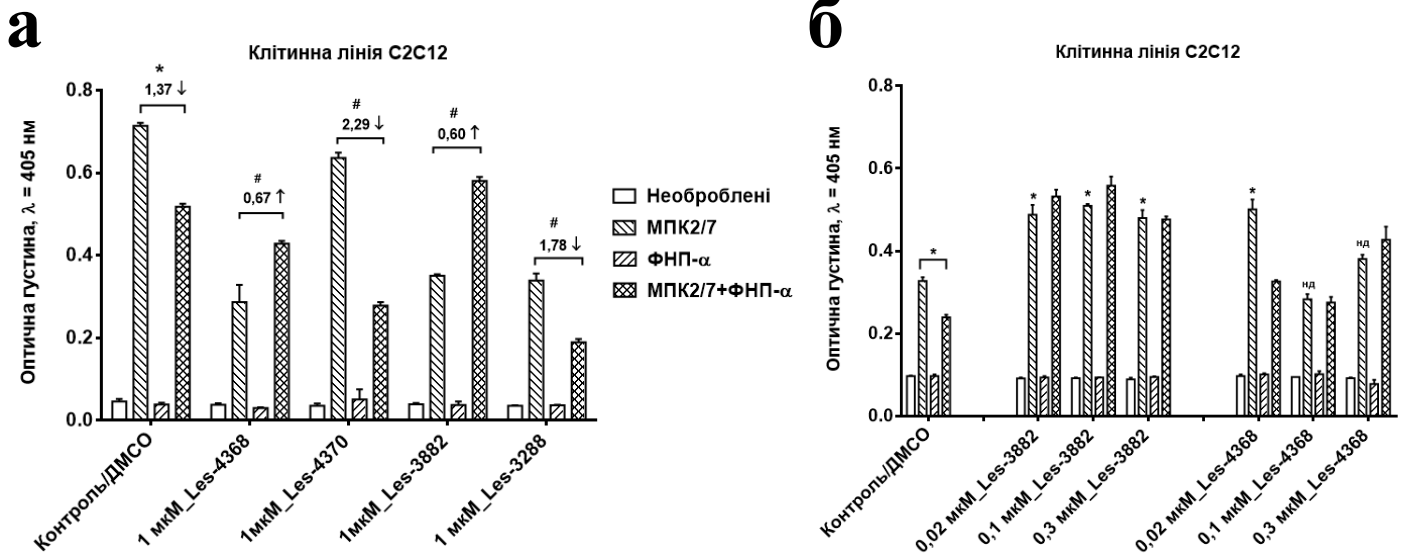 а
Клітинна лінія C2C12
Оптична густина, λ = 405 нм
0.8
0.6
0.4
0.2
0.0
*
1,37 ↓
#
0,67 ↑
#
2,29 ↓
#
0,60 ↑
#
1,78 ↓
Контроль/ДМСО
1 мкМ_Les-4368
1мкМ_Les-4370
1мкМ_Les-3882
1 мкМ_Les-3288
Необроблені
МПК2/7
ФНП-α
МПК2/7+ФНП-α
б
Клітинна лінія C2C12
Оптична густина, λ = 405 нм
0.8
0.6
0.4
0.2
0.0
*
*
*
*
*
нд
нд
Контроль/ДМСО
0,02 мкМ_Les-3882
0,1 мкМ_Les-3882
0,3 мкМ_Les-3882
0,02 мкМ_Les-4368
0,1 мкМ_Les-4368
0,3 мкМ_Les-4368